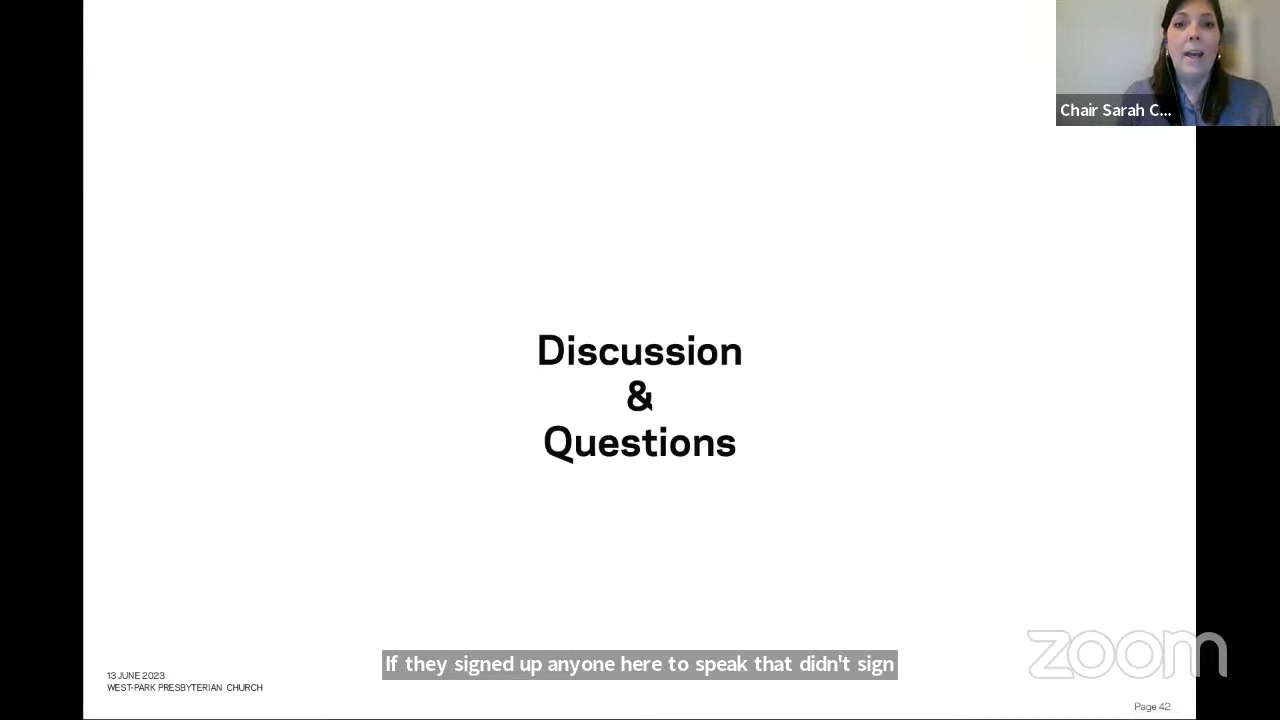 Chair Sarah C...
Discussion
&
Questions
If they signed up anyone here to speak that didn't sign
zoom
13 JUNE 2023
WEST-PARK PRESBYTERIAN CHURCH
Page 42